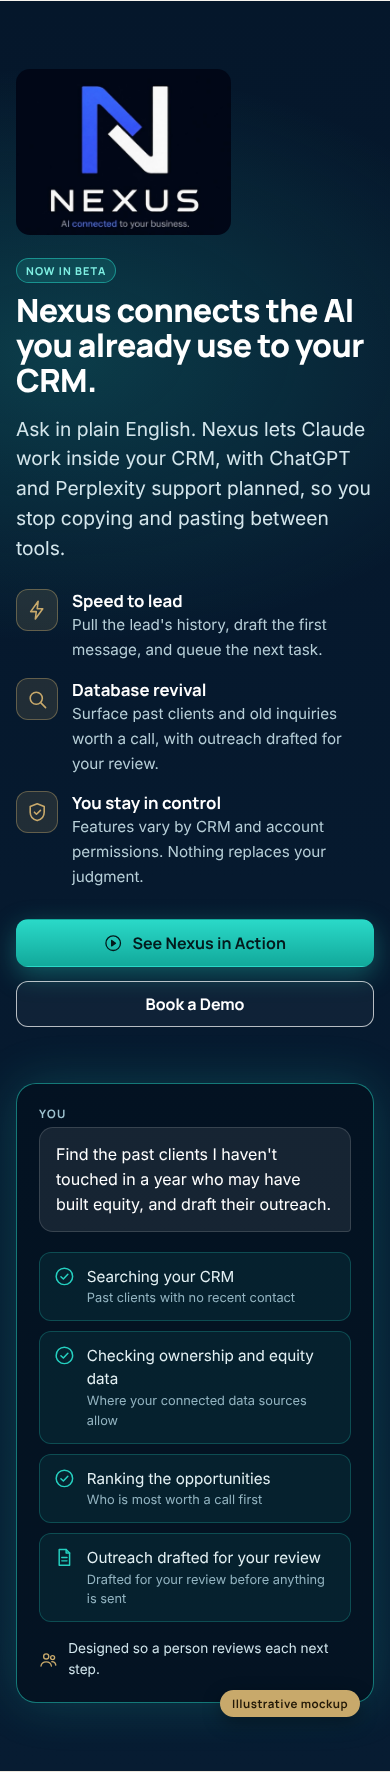 NEXUS
AI connected to your business.
NOW IN BETA
Nexus connects the AI
you already use to your
CRM.
Ask in plain English. Nexus lets Claude
work inside your CRM, with ChatGPT
and Perplexity support planned, so you
stop copying and pasting between
tools.
Speed to lead
Pull the lead's history, draft the first
message, and queue the next task.
Database revival
Surface past clients and old inquiries
worth a call, with outreach drafted for
your review.
You stay in control
Features vary by CRM and account
permissions. Nothing replaces your
judgment.
See Nexus in Action
Book a Demo
YOU
Find the past clients I haven't
touched in a year who may have
built equity, and draft their outreach.
Searching your CRM
Past clients with no recent contact
Checking ownership and equity
data
Where your connected data sources
allow
Ranking the opportunities
Who is most worth a call first
Outreach drafted for your review
Drafted for your review before anything
is sent
Designed so a person reviews each next
step.
Illustrative mockup